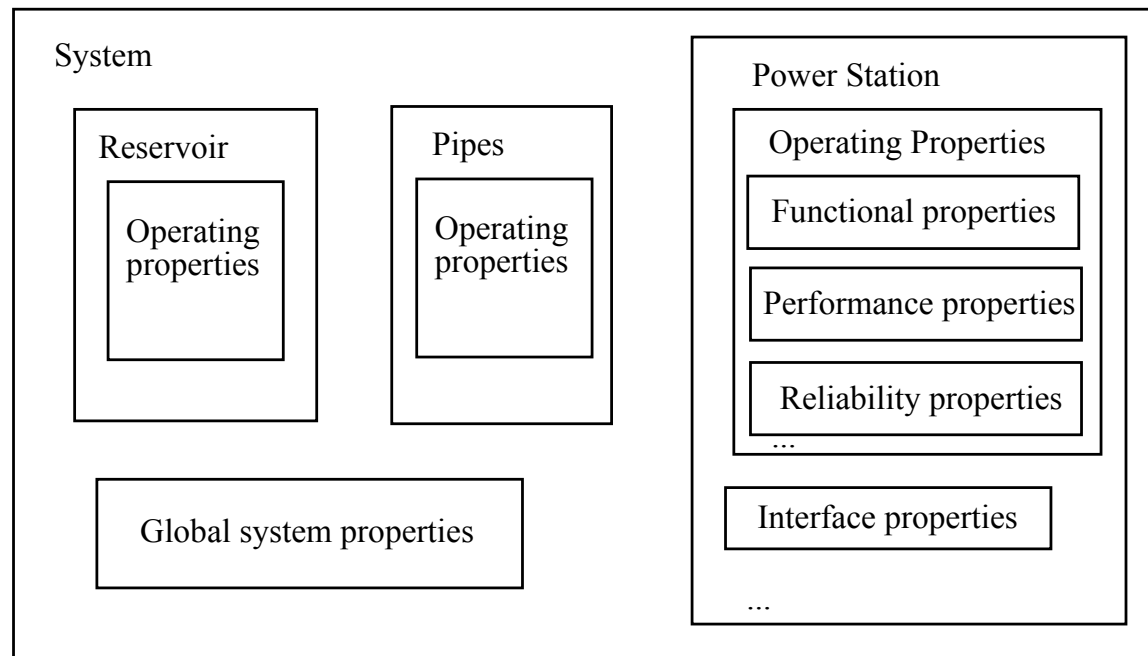 System
Reservoir
Operating
properties
Pipes
Operating
properties
Global system properties
Power Station
Operating Properties
Functional properties
Performance properties
Reliability properties
...
Interface properties
...